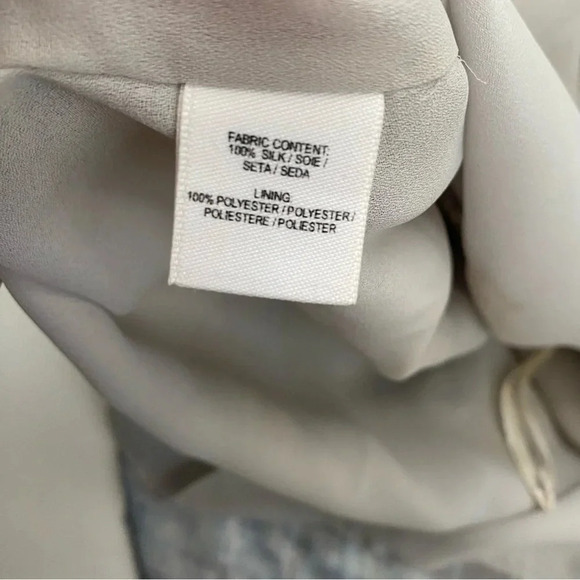 FABRIC CONTENT:
100% SILK / SOIE /
SETA / SEDA
LINING:
100% POLYESTER / POLYESTER /
POLIESTERE / POLIESTER